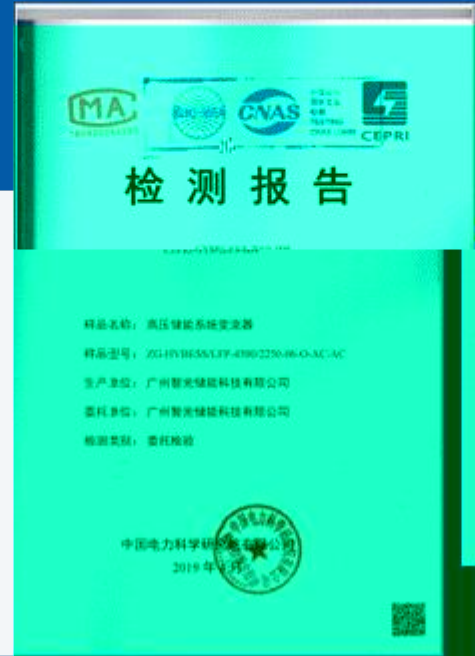 MA
CNAS
TESTING
CEPRI
检测报告
样品名称： 高压储能系统变流器
样品型号： ZG-HYBESS/LFP-4500/2250-06-O-AC-AC
生产单位： 广州智光储能科技有限公司
委托单位： 广州智光储能科技有限公司
检测类别： 委托检验
中国电力科学研究院有限公司
2019年